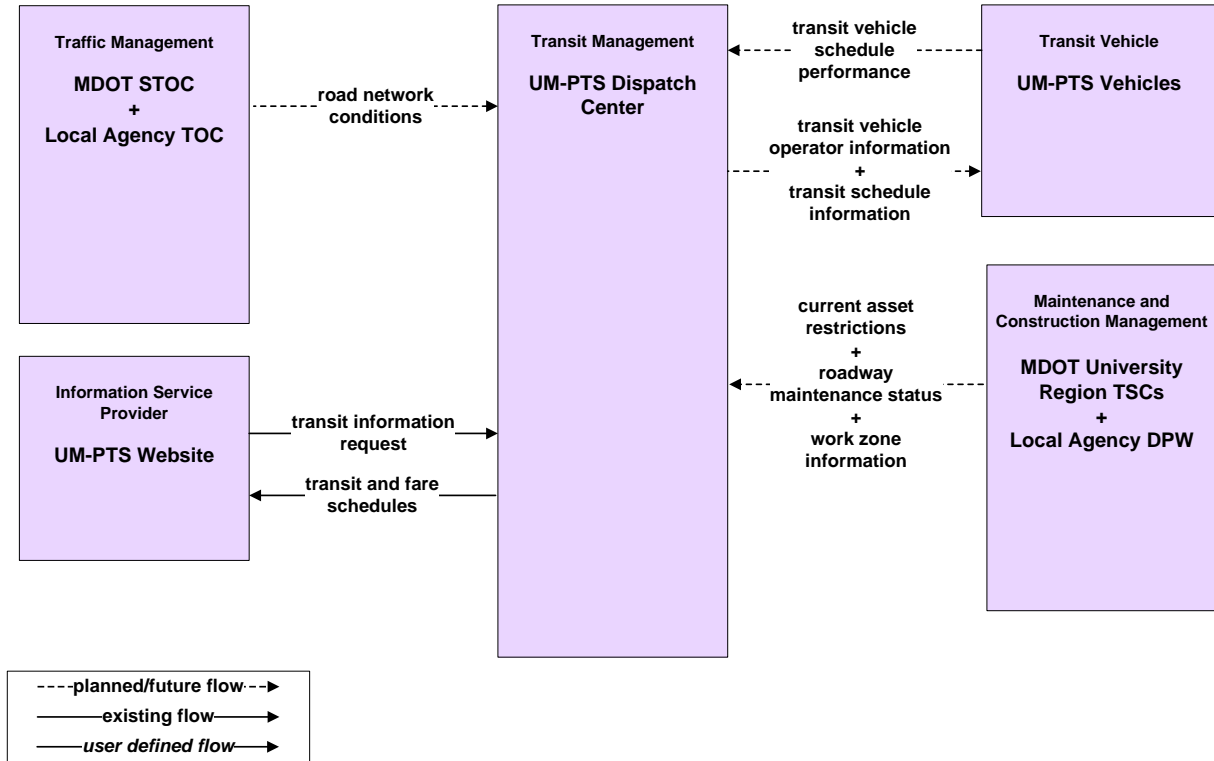 Traffic Management
MDOT STOC
+
Local Agency TOC
road network
conditions
Transit Management
UM-PTS Dispatch
Center
transit vehicle
schedule
performance
Transit Vehicle
UM-PTS Vehicles
transit vehicle
operator information
+
transit schedule
information
Information Service
Provider
UM-PTS Website
transit information
request
transit and fare
schedules
current asset
restrictions
+
roadway
maintenance status
+
work zone
information
Maintenance and
Construction Management
MDOT University
Region TSCs
+
Local Agency DPW
planned/future flow
existing flow
user defined flow